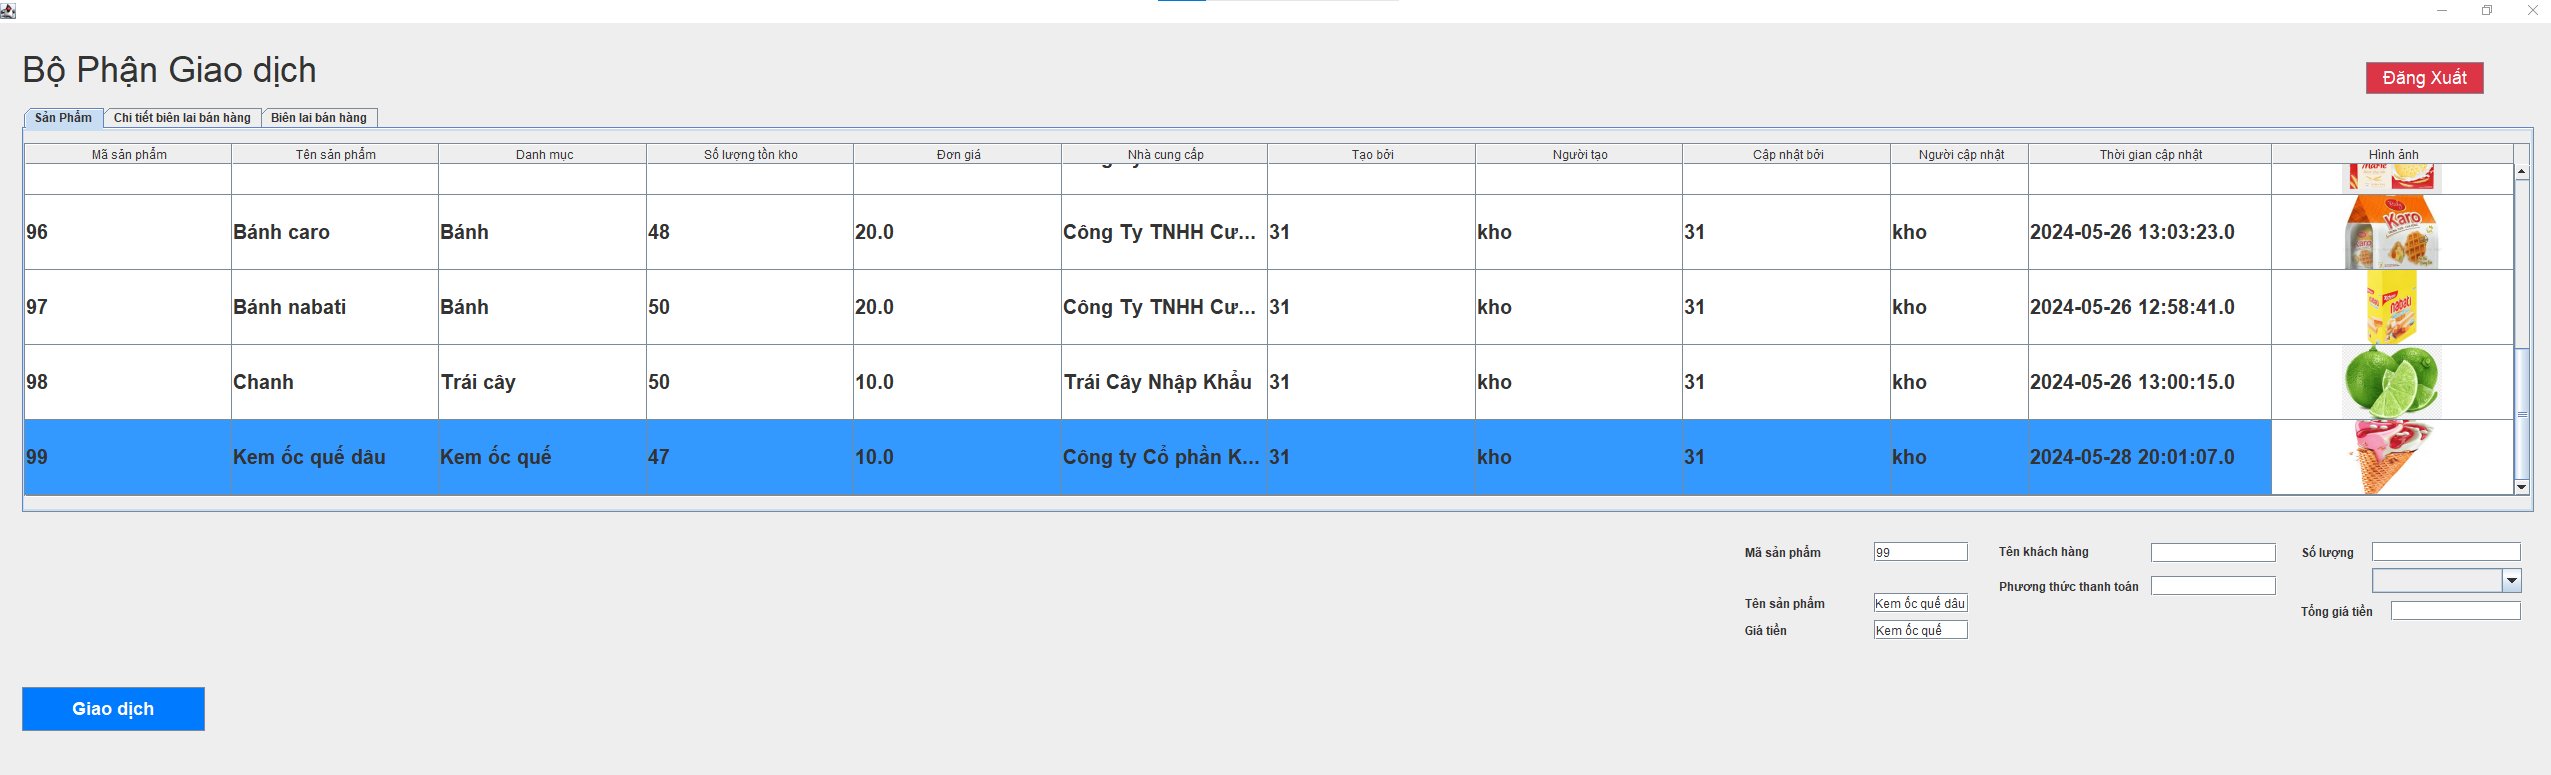 Bộ Phận Giao dịch
Đăng Xuất
Sản Phẩm Chi tiết biên lai bán hàng Biên lai bán hàng
Mã sản phẩm Tên sản phẩm Danh mục Số lượng tồn kho Đơn giá Nhà cung cấp Tạo bởi Người tạo Cập nhật bởi Người cập nhật Thời gian cập nhật Hình ảnh
96 Bánh caro Bánh 48 20.0 Công Ty TNHH Cư... 31 kho 31 kho 2024-05-26 13:03:23.0
Karo
97 Bánh nabati Bánh 50 20.0 Công Ty TNHH Cư... 31 kho 31 kho 2024-05-26 12:58:41.0
nabati
98 Chanh Trái cây 50 10.0 Trái Cây Nhập Khẩu 31 kho 31 kho 2024-05-26 13:00:15.0
99 Kem ốc quế dâu Kem ốc quế 47 10.0 Công ty Cổ phần K... 31 kho 31 kho 2024-05-28 20:01:07.0
Mã sản phẩm 99 Tên khách hàng Số lượng
Phương thức thanh toán
Tên sản phẩm Kem ốc quế dâu Tổng giá tiền
Giá tiền Kem ốc quế
Giao dịch